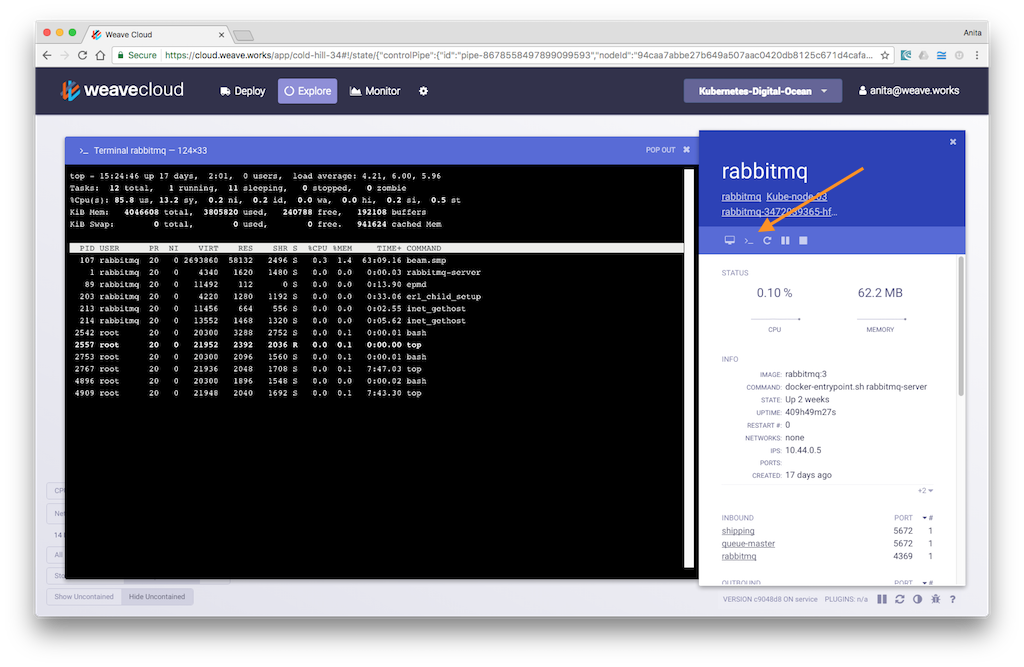 Weave Cloud
Anita
Secure https://cloud.weave.works/app/cold-hill-34#!/state/{"controlPipe":{"id":"pipe-8678558497899099593","nodeId":"94caa7abbe27b649a507aac0420db8125c671d4cafa...
weavecloud Deploy Explore Monitor Kubernetes-Digital-Ocean anita@weave.works
>_ Terminal rabbitmq — 124×33 POP OUT
top - 15:24:46 up 17 days, 2:01, 0 users, load average: 4.21, 6.00, 5.96
Tasks: 12 total, 1 running, 11 sleeping, 0 stopped, 0 zombie
%Cpu(s): 85.8 us, 13.2 sy, 0.2 ni, 0.2 id, 0.0 wa, 0.0 hi, 0.2 si, 0.5 st
KiB Mem: 4046608 total, 3805820 used, 240788 free, 192108 buffers
KiB Swap: 0 total, 0 used, 0 free. 941624 cached Mem
PID USER PR NI VIRT RES SHR S %CPU %MEM TIME+ COMMAND
107 rabbitmq 20 0 2693860 58132 2496 S 0.3 1.4 63:09.16 beam.smp
1 rabbitmq 20 0 4340 1620 1480 S 0.0 0.0 0:00.03 rabbitmq-server
89 rabbitmq 20 0 11492 112 0 S 0.0 0.0 0:13.90 epmd
203 rabbitmq 20 0 4220 1280 1192 S 0.0 0.0 0:33.06 erl_child_setup
213 rabbitmq 20 0 11456 664 556 S 0.0 0.0 0:02.55 inet_gethost
214 rabbitmq 20 0 13552 1468 1320 S 0.0 0.0 0:05.62 inet_gethost
2542 root 20 0 20300 3288 2752 S 0.0 0.1 0:00.01 bash
2557 root 20 0 21952 2392 2036 R 0.0 0.1 0:00.00 top
2753 root 20 0 20300 2096 1560 S 0.0 0.1 0:00.01 bash
2767 root 20 0 21936 2048 1708 S 0.0 0.1 7:47.03 top
4896 root 20 0 20300 1896 1548 S 0.0 0.0 0:00.02 bash
4909 root 20 0 21948 2040 1692 S 0.0 0.1 7:43.30 top
rabbitmq
rabbitmq Kube-node-03
>_
STATUS
0.10 % 62.2 MB
CPU MEMORY
INFO
IMAGE: rabbitmq:3
COMMAND: docker-entrypoint.sh rabbitmq-server
STATE: Up 2 weeks
UPTIME: 409h49m27s
RESTART #: 0
NETWORKS: none
IPS: 10.44.0.5
PORTS:
CREATED: 17 days ago
+2
INBOUND PORT #
shipping 5672 1
queue-master 5672 1
rabbitmq 4369 1
OUTBOUND PORT #
All
Show Uncontained Hide Uncontained
VERSION c9048d8 ON service PLUGINS: n/a ?